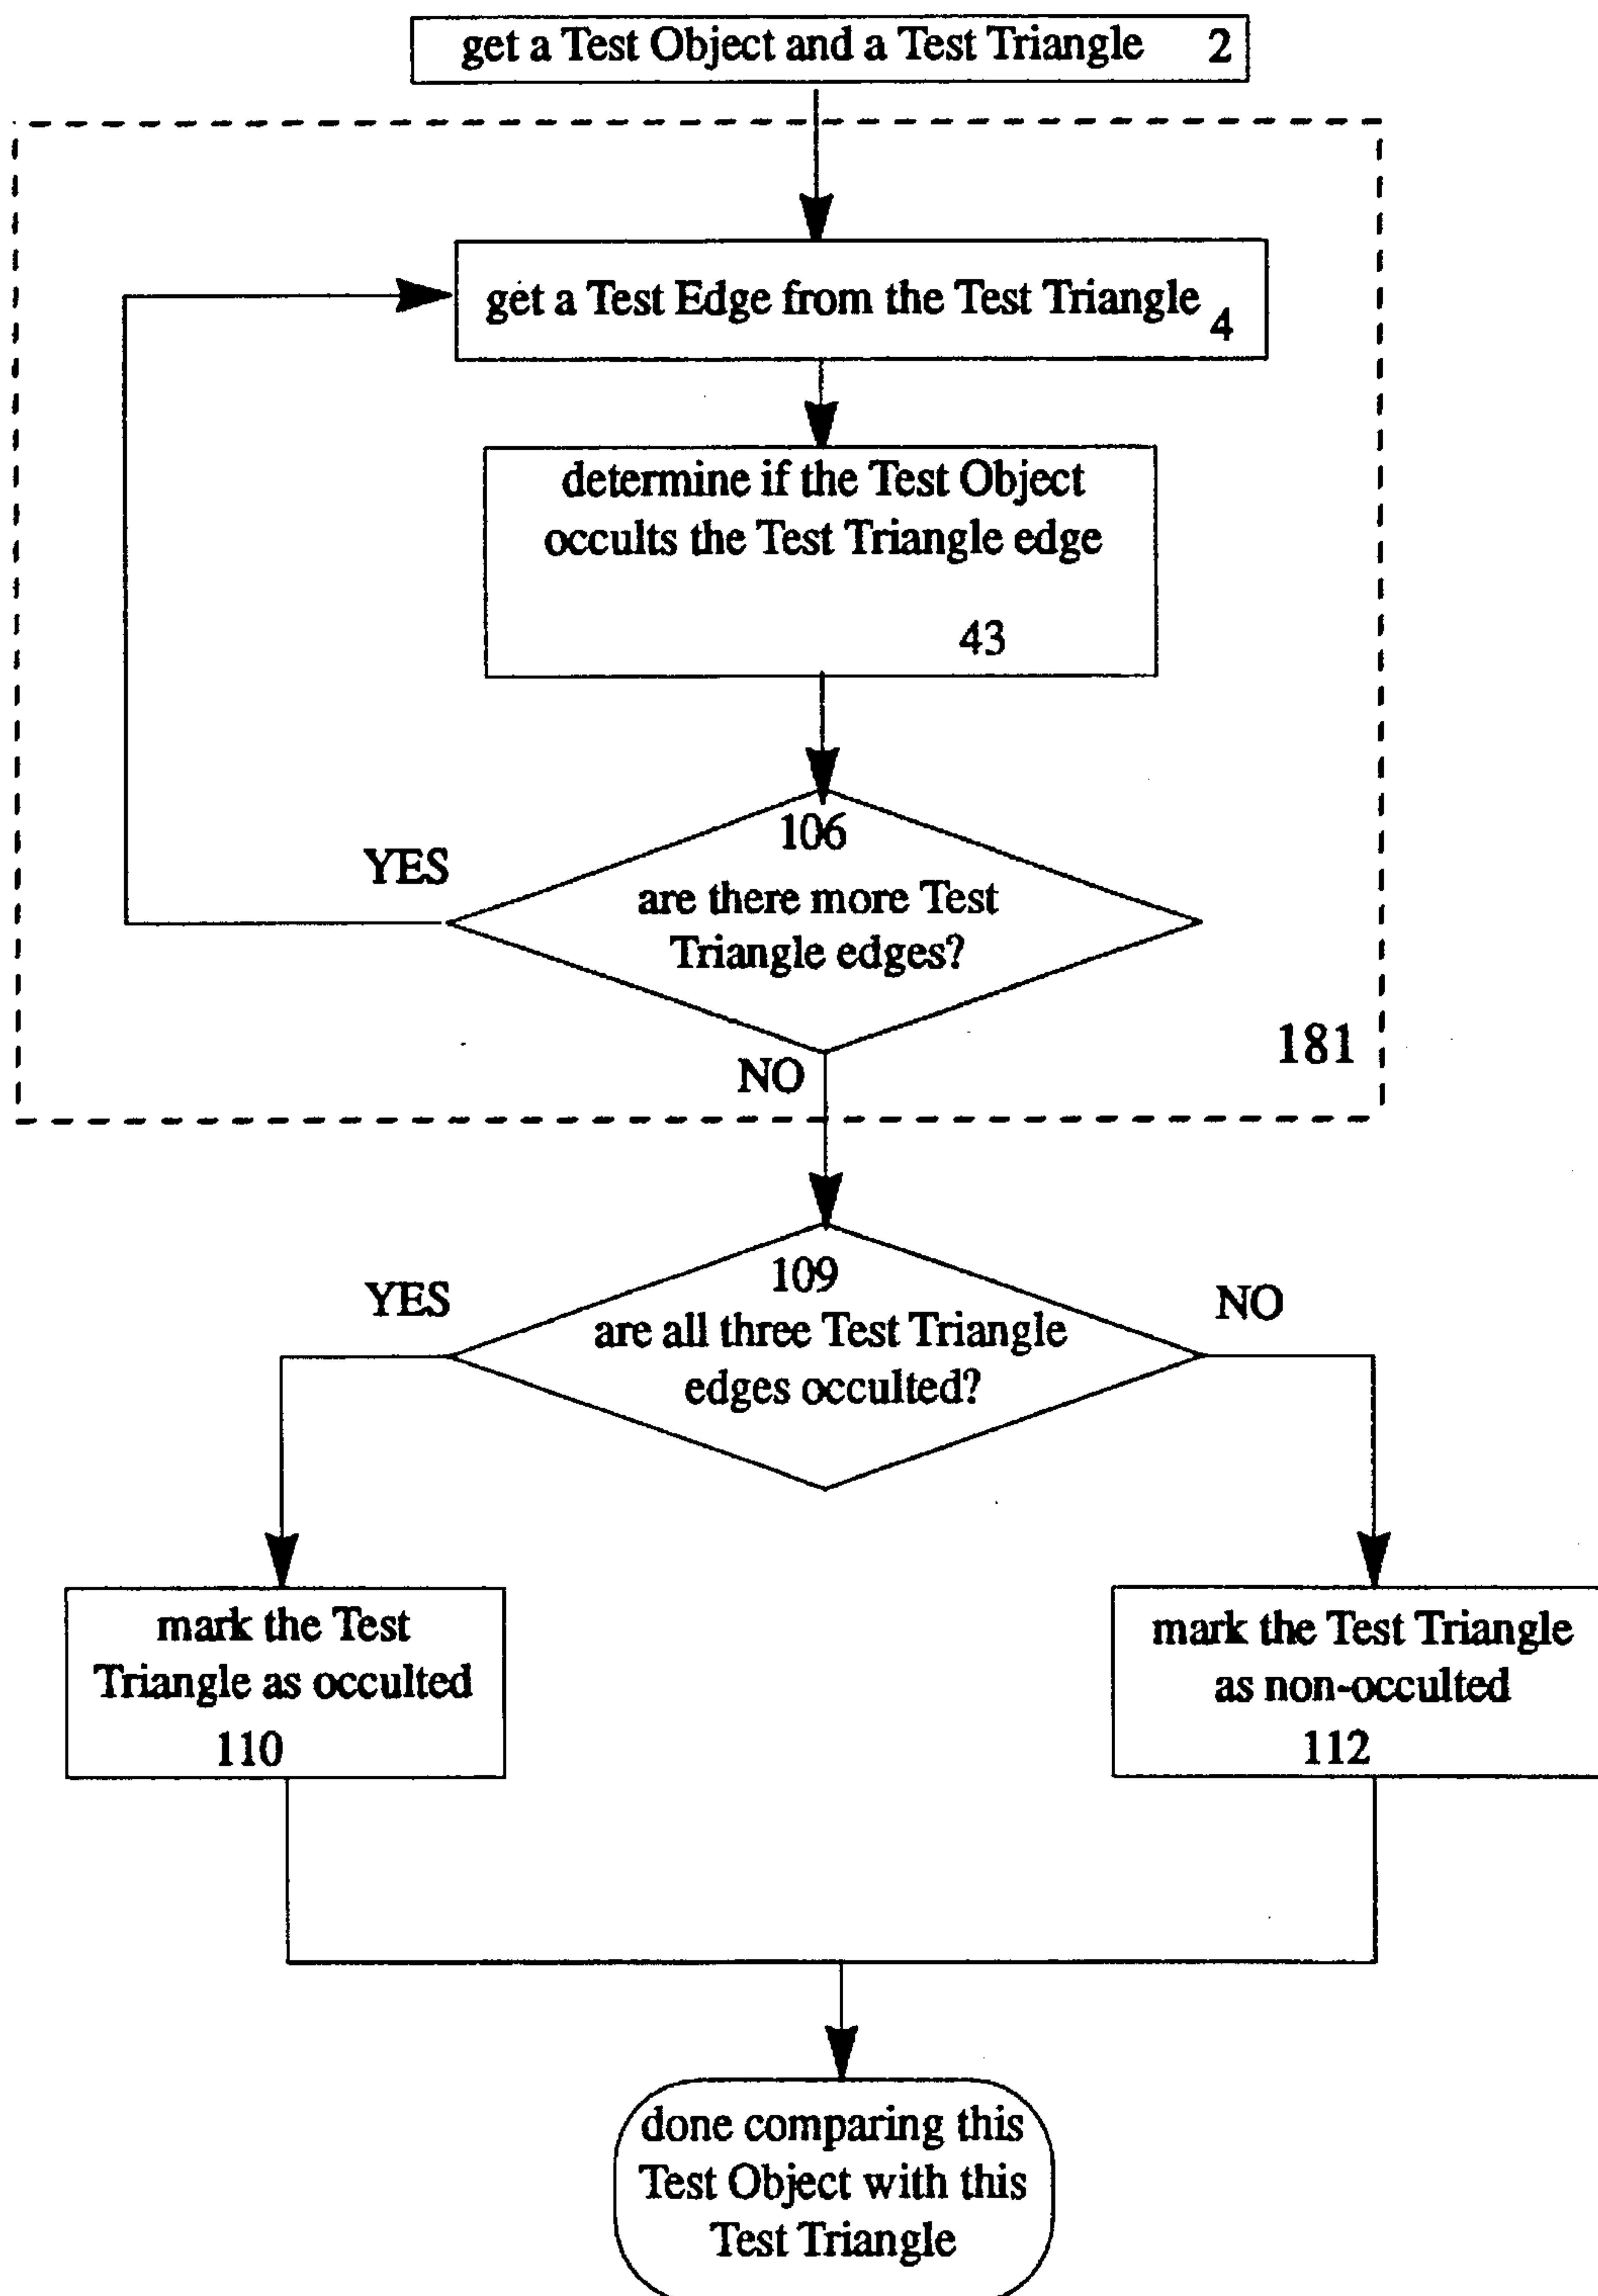 get a Test Object and a Test Triangle 2
get a Test Edge from the Test Triangle 4
determine if the Test Object
occults the Test Triangle edge
43
106
YES
are there more Test
Triangle edges?
181
NO
109
YES
NO
are all three Test Triangle
edges occulted?
mark the Test
Triangle as occulted
110
mark the Test Triangle
as non-occulted
112
done comparing this
Test Object with this
Test Triangle